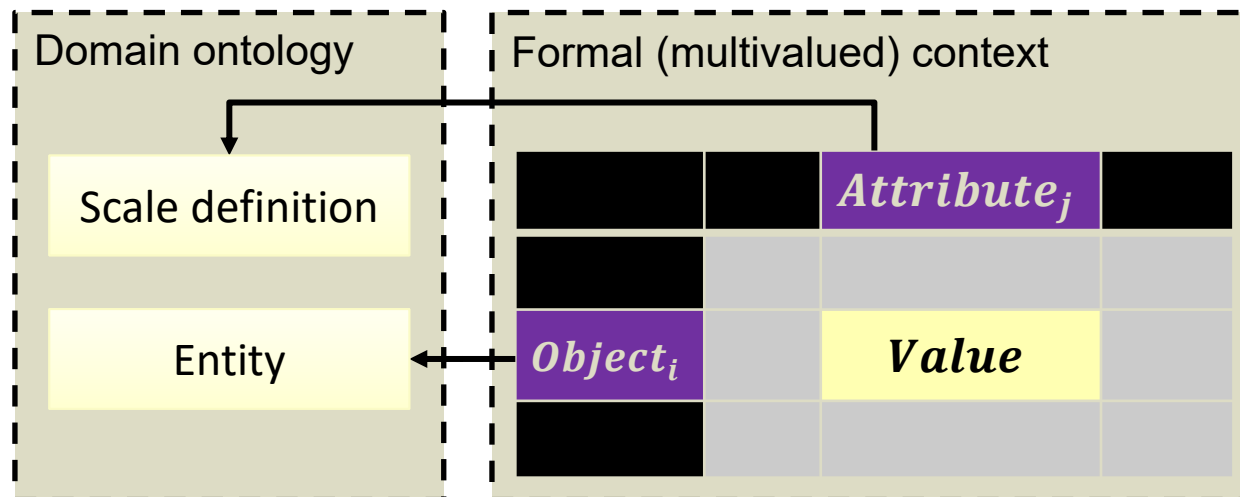 Domain ontology
Formal (multivalued) context
Scale definition
Attribute_j
Entity
Object_i
Value